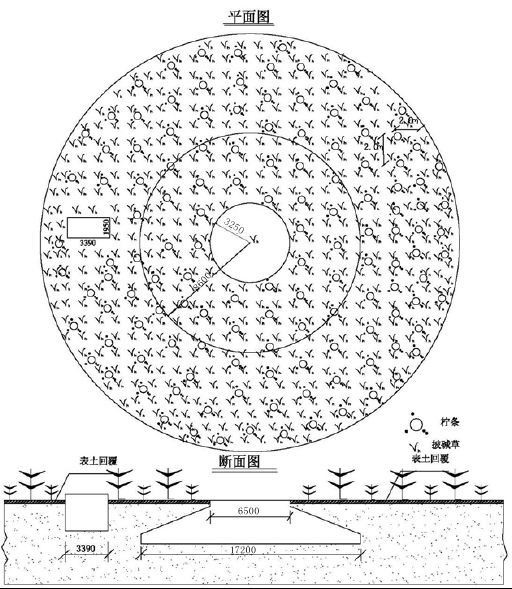 平面图
2.0m
2.0m
1950
3390
3250
8600
柠条
披碱草
断面图
表土回覆
表土回覆
6500
3390
17200